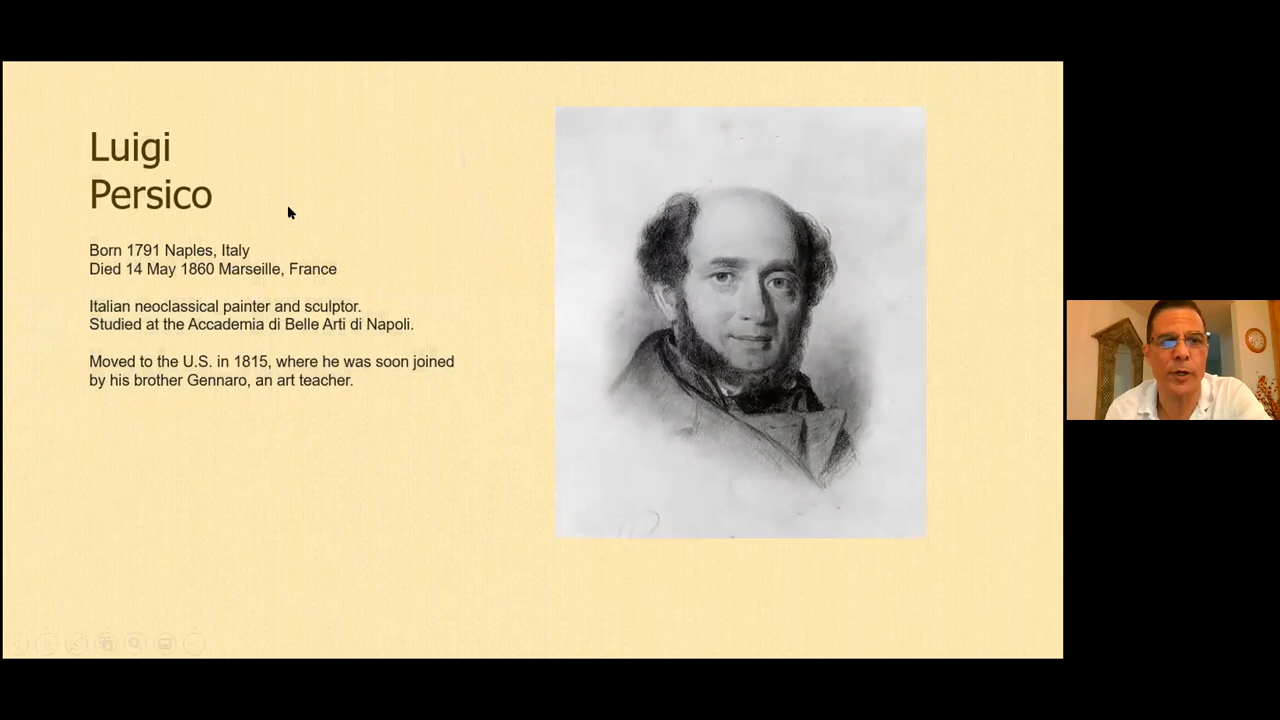 Luigi
Persico
Born 1791 Naples, Italy
Died 14 May 1860 Marseille, France
Italian neoclassical painter and sculptor.
Studied at the Accademia di Belle Arti di Napoli.
Moved to the U.S. in 1815, where he was soon joined
by his brother Gennaro, an art teacher.